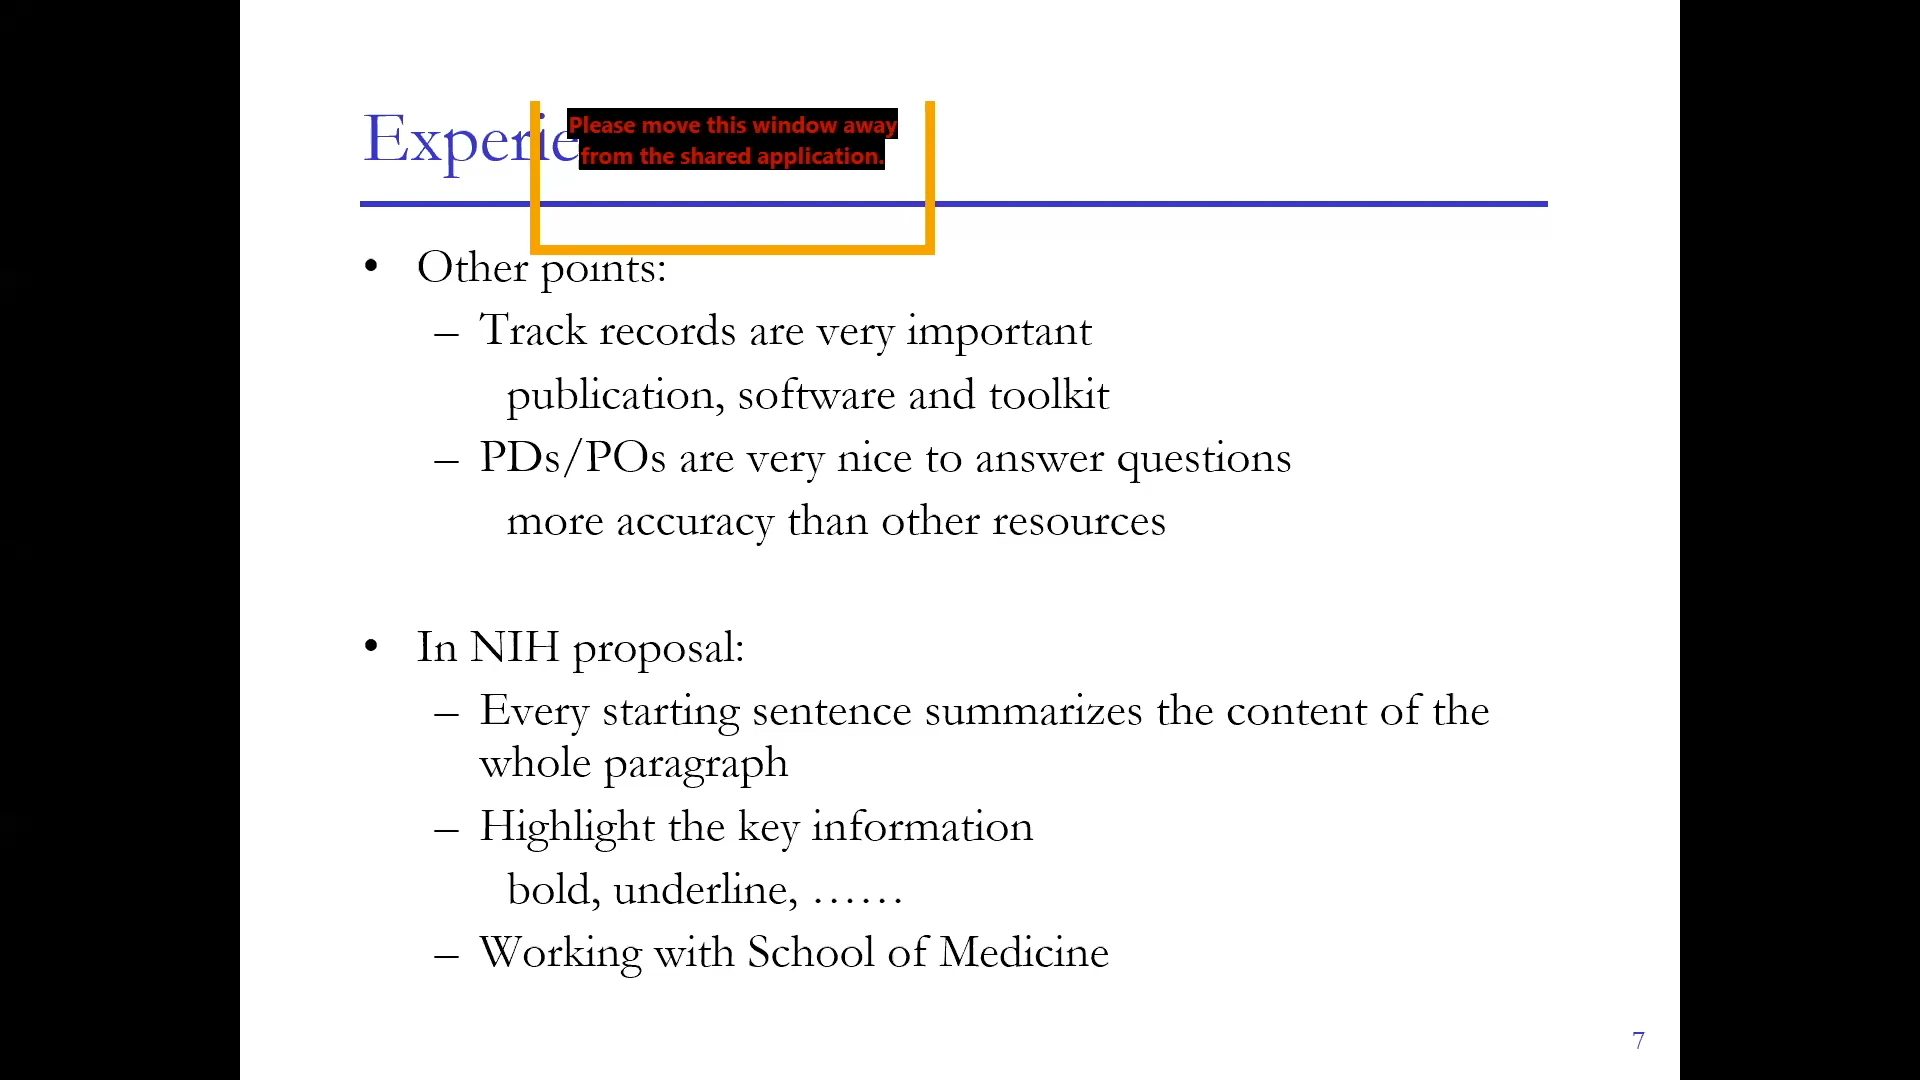 Please move this window away
from the shared application.
• Other points:
– Track records are very important
publication, software and toolkit
– PDs/POs are very nice to answer questions
more accuracy than other resources
• In NIH proposal:
– Every starting sentence summarizes the content of the
whole paragraph
– Highlight the key information
bold, underline, ……
– Working with School of Medicine
7